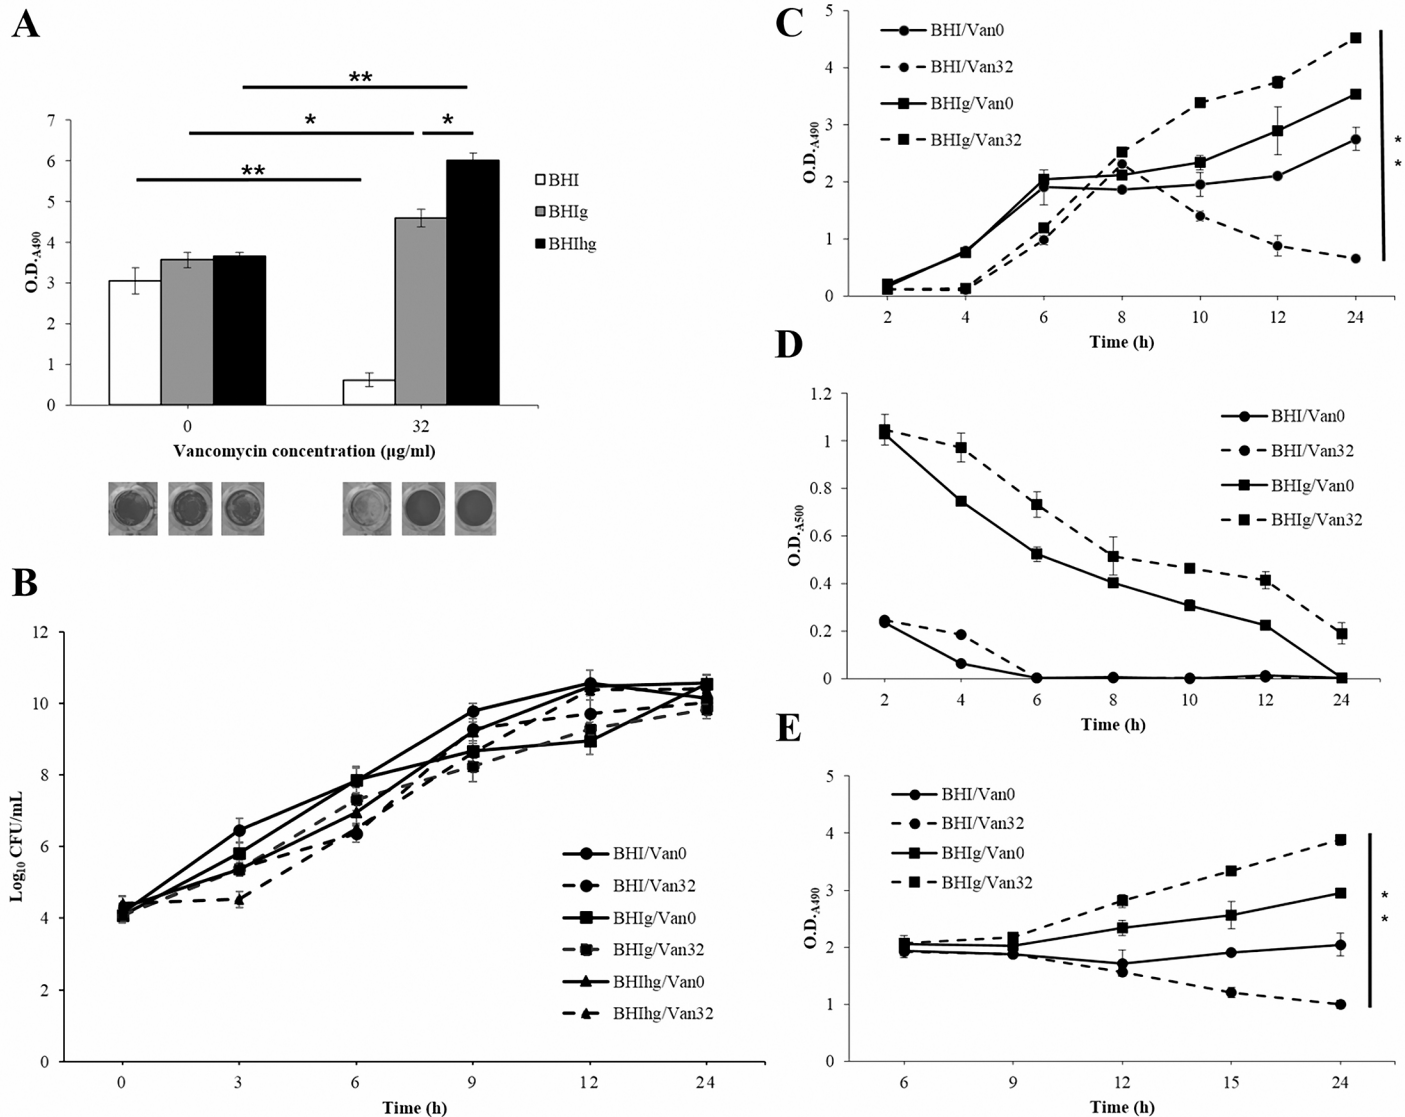 A
**
*
*
**
7
6
5
4
3
2
1
0
O.D.A490
BHI
BHIg
BHIhg
0
32
Vancomycin concentration (µg/ml)
B
12
10
8
6
4
2
0
Log10 CFU/mL
BHI/Van0
BHI/Van32
BHIg/Van0
BHIg/Van32
BHIhg/Van0
BHIhg/Van32
0 3 6 9 12 24
Time (h)
C
5
4
3
2
1
0
O.D.A490
BHI/Van0
BHI/Van32
BHIg/Van0
BHIg/Van32
*
*
2 4 6 8 10 12 24
Time (h)
D
1.2
1
0.8
0.6
0.4
0.2
0
O.D.A500
BHI/Van0
BHI/Van32
BHIg/Van0
BHIg/Van32
2 4 6 8 10 12 24
Time (h)
E
5
4
3
2
1
0
O.D.A490
BHI/Van0
BHI/Van32
BHIg/Van0
BHIg/Van32
*
*
6 9 12 15 24
Time (h)